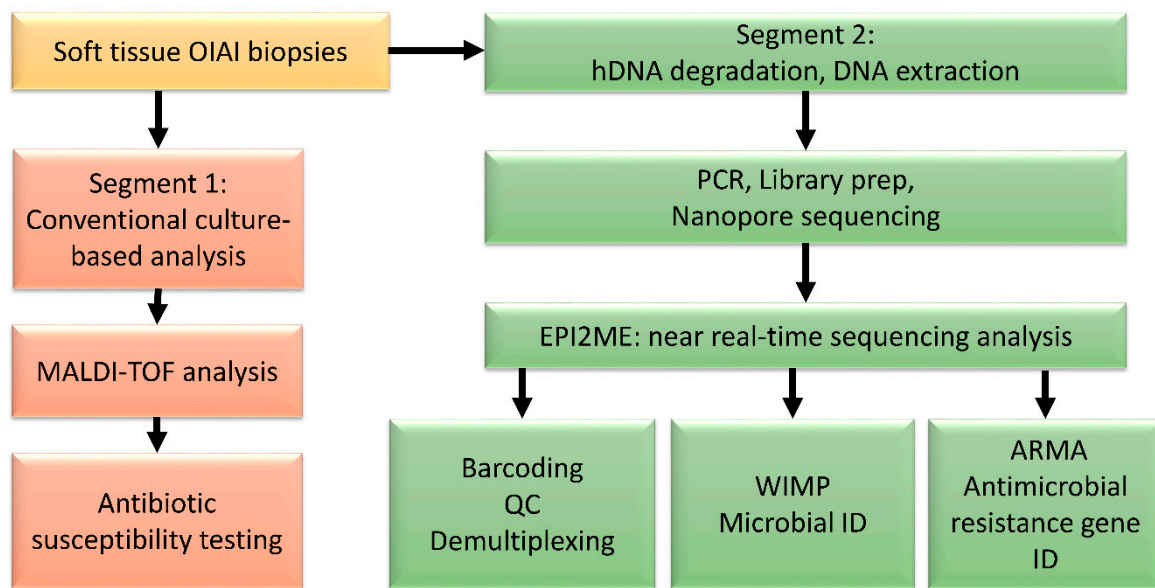 Soft tissue OIAI biopsies
Segment 1:
Conventional culture-
based analysis
MALDI-TOF analysis
Antibiotic
susceptibility testing
Segment 2:
hDNA degradation, DNA extraction
PCR, Library prep,
Nanopore sequencing
EPI2ME: near real-time sequencing analysis
Barcoding
QC
Demultiplexing
WIMP
Microbial ID
ARMA
Antimicrobial
resistance gene
ID